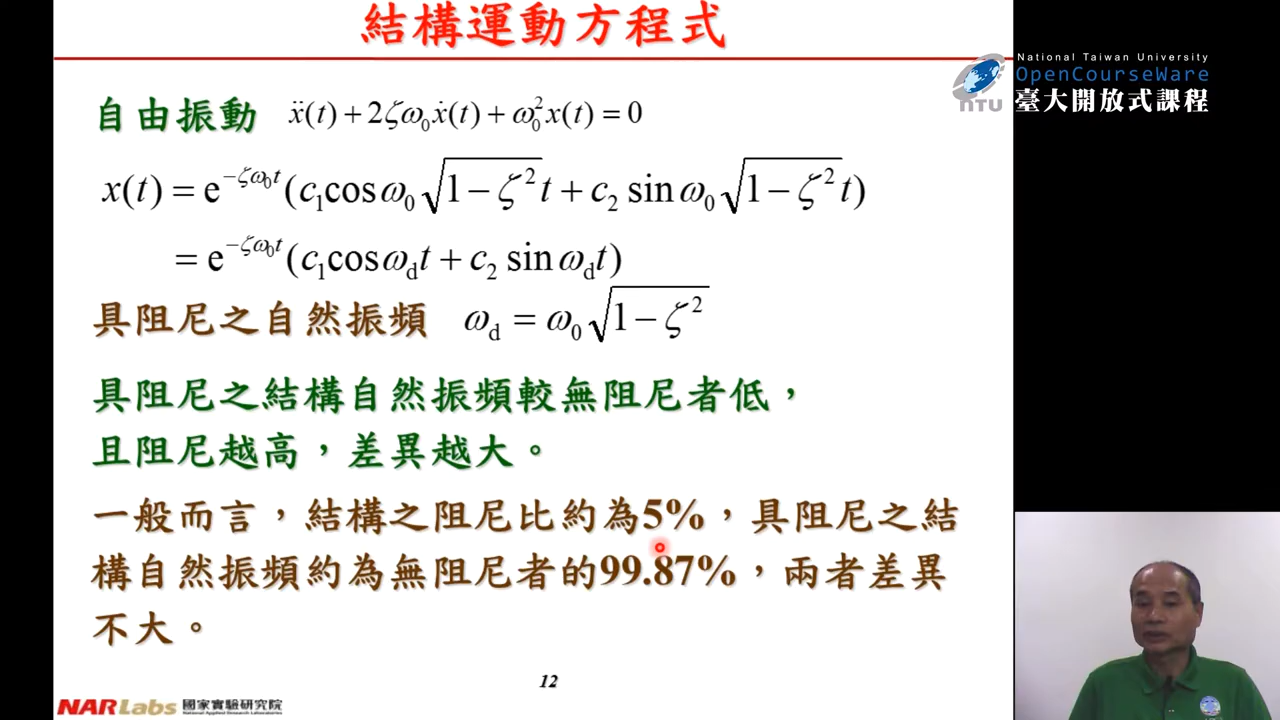 結構運動方程式
National Taiwan University
OpenCourseWare
臺大開放式課程
NTU
自由振動 ẍ(t) + 2ζω₀ẋ(t) + ω₀²x(t) = 0
x(t) = e^(−ζω₀t) (c₁cos ω₀√(1−ζ²) t + c₂ sin ω₀√(1−ζ²) t)
= e^(−ζω₀t) (c₁cos ω_d t + c₂ sin ω_d t)
具阻尼之自然振頻 ω_d = ω₀√(1−ζ²)
具阻尼之結構自然振頻較無阻尼者低，
且阻尼越高，差異越大。
一般而言，結構之阻尼比約為5%，具阻尼之結
構自然振頻約為無阻尼者的99.87%，兩者差異
不大。
12
NARLabs 國家實驗研究院
National Applied Research Laboratories